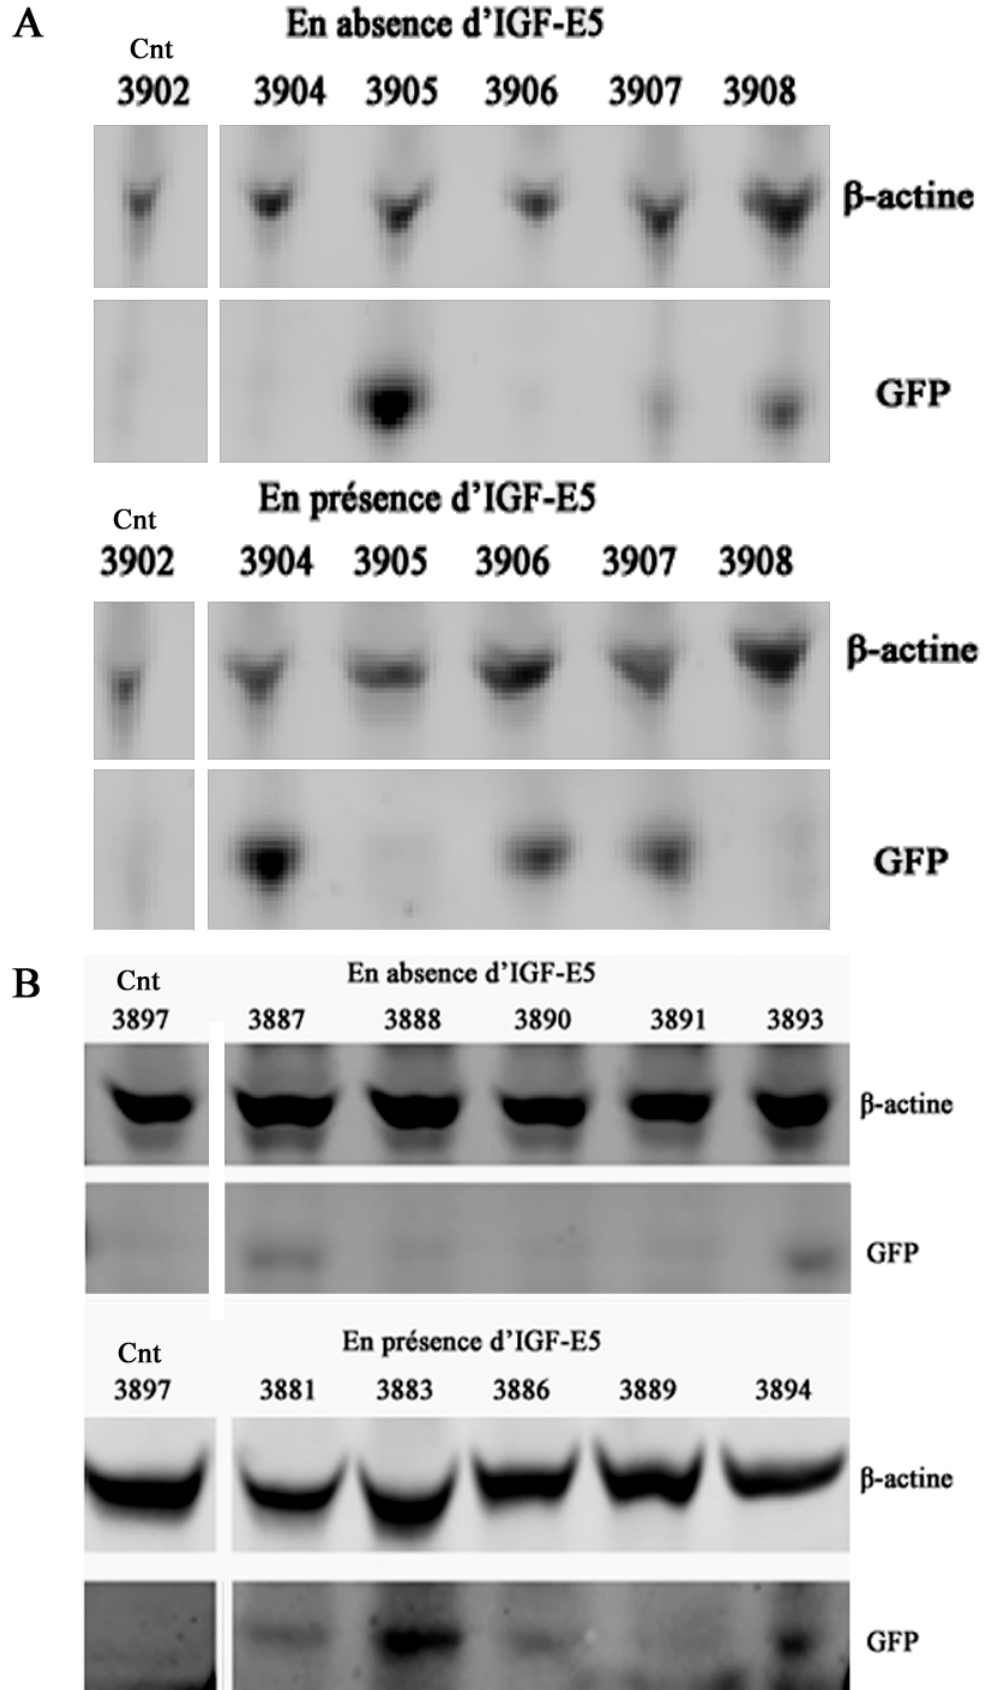 A
En absence d’IGF-E5
Cnt
3902 3904 3905 3906 3907 3908
β-actine
GFP
En présence d’IGF-E5
Cnt
3902 3904 3905 3906 3907 3908
β-actine
GFP
B
En absence d’IGF-E5
Cnt
3897 3887 3888 3890 3891 3893
β-actine
GFP
En présence d’IGF-E5
Cnt
3897 3881 3883 3886 3889 3894
β-actine
GFP